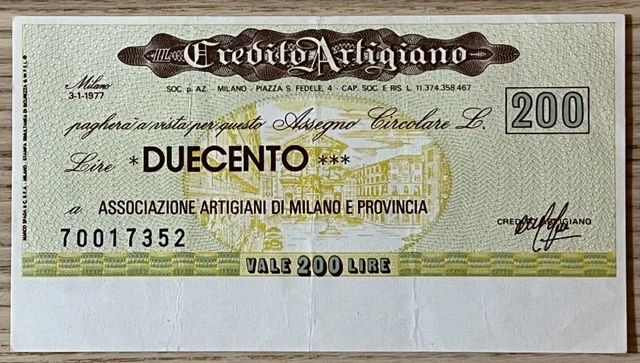 Credito Artigiano
SOC. p. AZ. - MILANO - PIAZZA S. FEDELE, 4 - CAP. SOC. E RIS. L. 11.374.358.467
Milano
3-1-1977
200
pagherà a vista per questo Assegno Circolare L.
Lire *DUECENTO ***
a ASSOCIAZIONE ARTIGIANI DI MILANO E PROVINCIA
70017352
CREDITO ARTIGIANO
VALE 200 LIRE